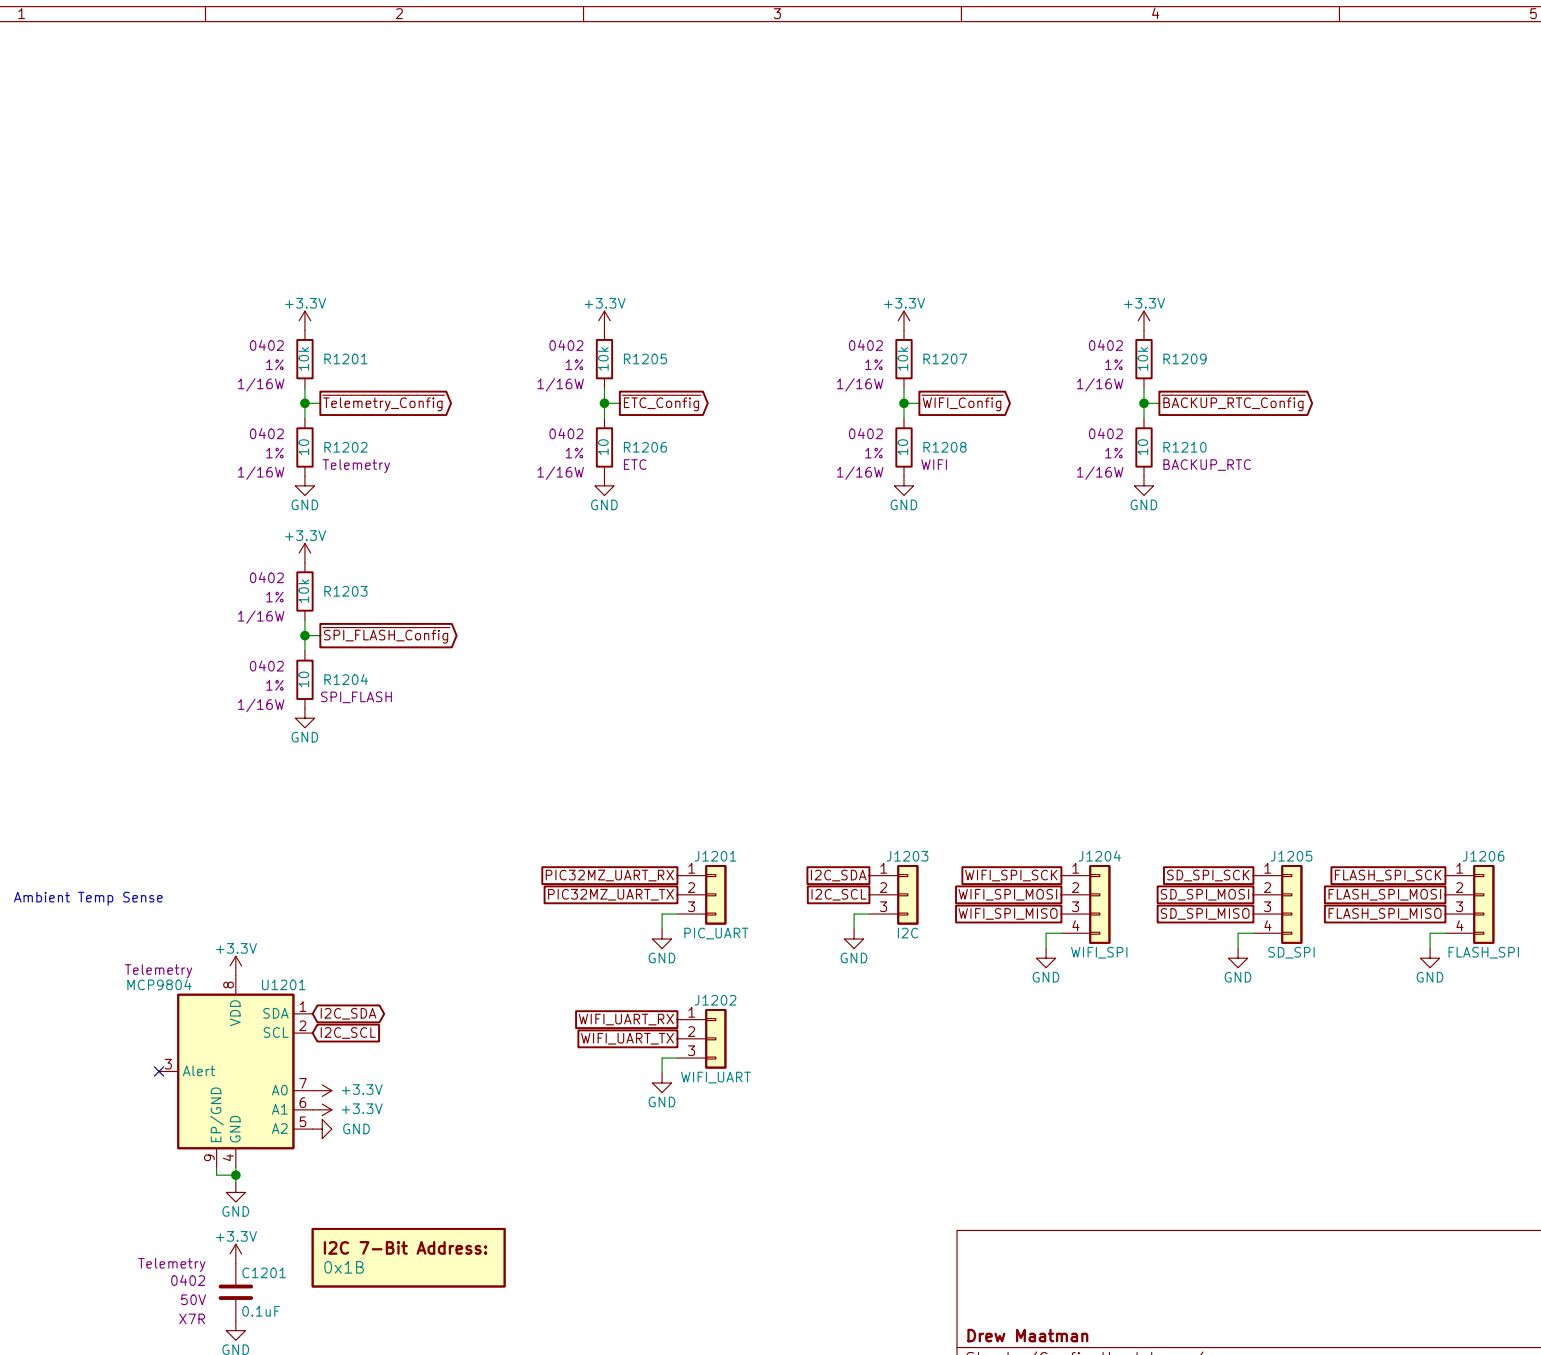 1
2
3
4
5
+3.3V
0402
1%
1/16W
10k
R1201
Telemetry_Config
0402
1%
1/16W
10
R1202
Telemetry
GND
+3.3V
0402
1%
1/16W
10k
R1205
ETC_Config
0402
1%
1/16W
10
R1206
ETC
GND
+3.3V
0402
1%
1/16W
10k
R1207
WIFI_Config
0402
1%
1/16W
10
R1208
WIFI
GND
+3.3V
0402
1%
1/16W
10k
R1209
BACKUP_RTC_Config
0402
1%
1/16W
10
R1210
BACKUP_RTC
GND
+3.3V
0402
1%
1/16W
10k
R1203
SPI_FLASH_Config
0402
1%
1/16W
10
R1204
SPI_FLASH
GND
J1201
PIC32MZ_UART_RX 1
PIC32MZ_UART_TX 2
3
PIC_UART
GND
J1203
I2C_SDA 1
I2C_SCL 2
3
I2C
GND
J1204
WIFI_SPI_SCK 1
WIFI_SPI_MOSI 2
WIFI_SPI_MISO 3
4
WIFI_SPI
GND
J1205
SD_SPI_SCK 1
SD_SPI_MOSI 2
SD_SPI_MISO 3
4
SD_SPI
GND
J1206
FLASH_SPI_SCK 1
FLASH_SPI_MOSI 2
FLASH_SPI_MISO 3
4
FLASH_SPI
GND
J1202
WIFI_UART_RX 1
WIFI_UART_TX 2
3
WIFI_UART
GND
Ambient Temp Sense
+3.3V
Telemetry
MCP9804
U1201
8
VDD
SDA 1 I2C_SDA
SCL 2 I2C_SCL
3 Alert
A0 7 +3.3V
A1 6 +3.3V
A2 5 GND
EP/GND
GND
9
4
GND
+3.3V
Telemetry
0402
50V
X7R
C1201
0.1uF
GND
I2C 7-Bit Address:
0x1B
Drew Maatman